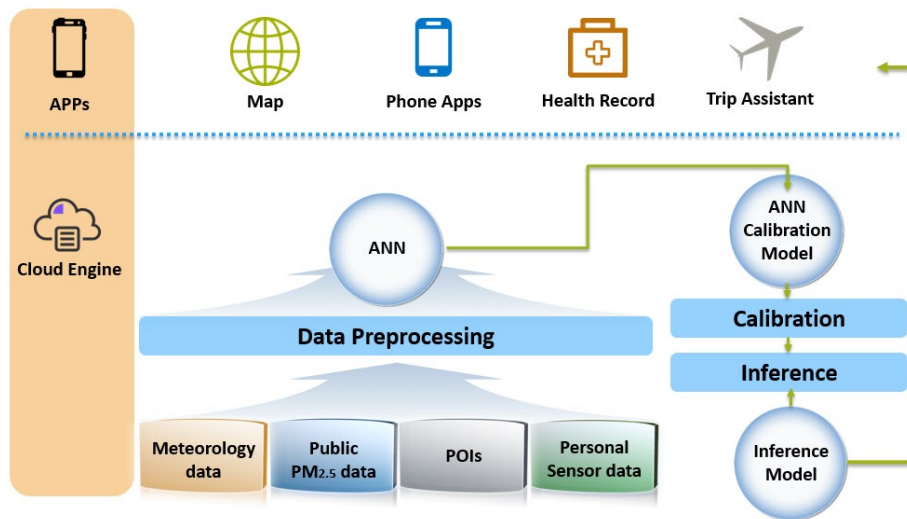 APPs
Map
Phone Apps
Health Record
Trip Assistant
Cloud Engine
ANN
ANN
Calibration
Model
Data Preprocessing
Calibration
Inference
Meteorology
data
Public
PM2.5 data
POIs
Personal
Sensor data
Inference
Model